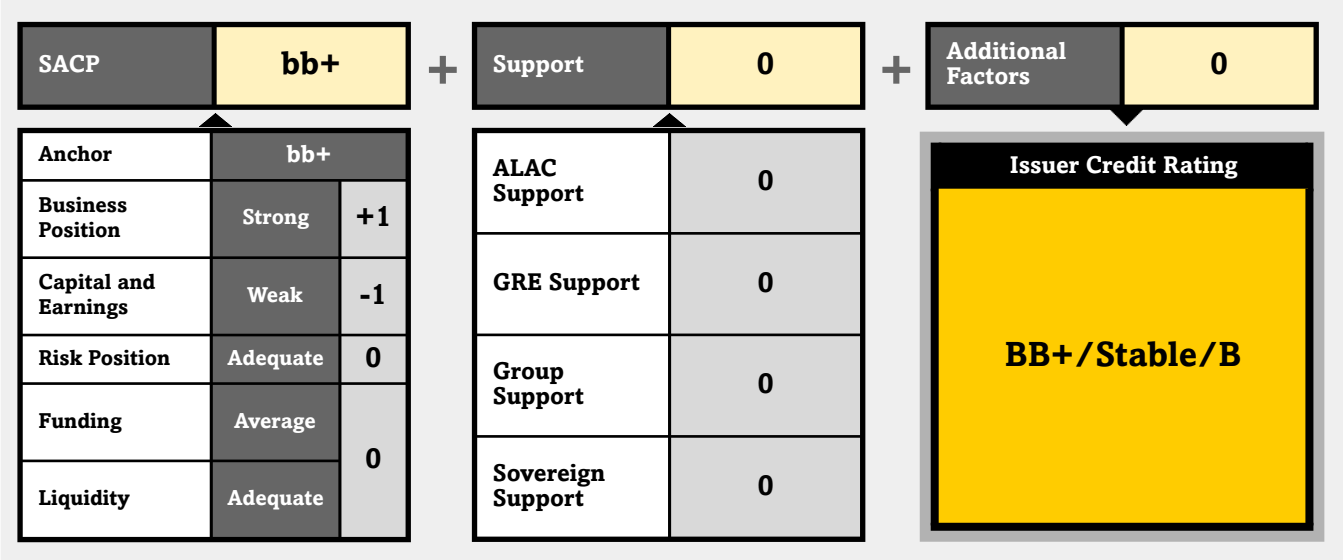 SACP
bb+
+
Support
0
+
Additional
Factors
0
Anchor
bb+
Business
Position
Strong
+1
Capital and
Earnings
Weak
-1
Risk Position
Adequate
0
Funding
Average
0
Liquidity
Adequate
ALAC
Support
0
GRE Support
0
Group
Support
0
Sovereign
Support
0
Issuer Credit Rating
BB+/Stable/B